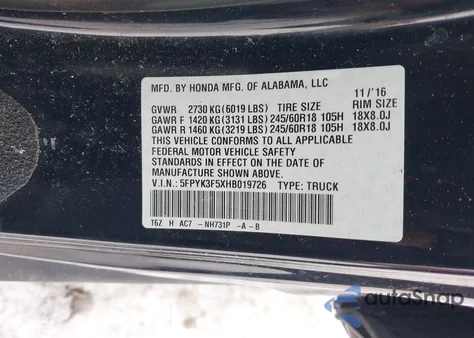 MFD. BY HONDA MFG. OF ALABAMA, LLC
11/'16
GVWR 2730 KG(6019 LBS) TIRE SIZE RIM SIZE
GAWR F 1420 KG(3131 LBS) 245/60R18 105H 18X8.0J
GAWR R 1460 KG(3219 LBS) 245/60R18 105H 18X8.0J
THIS VEHICLE CONFORMS TO ALL APPLICABLE
FEDERAL MOTOR VEHICLE SAFETY
STANDARDS IN EFFECT ON THE DATE OF
MANUFACTURE SHOWN ABOVE.
V.I.N.: 5FPYK3F5XHB019726 TYPE: TRUCK
T6Z H AC7 -NH731P -A-B
autoSnap